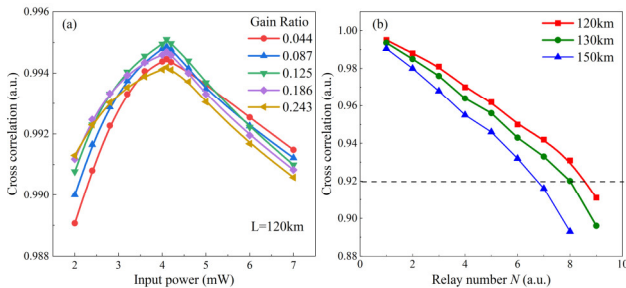 (a)
Gain Ratio
0.044
0.087
0.125
0.186
0.243
L=120km
0.996
0.994
0.992
0.990
0.988
Cross correlation (a.u.)
2 3 4 5 6 7
Input power (mW)
(b)
120km
130km
150km
1.00
0.98
0.96
0.94
0.92
0.90
0.88
Cross correlation (a.u.)
0 2 4 6 8 10
Relay number N (a.u.)